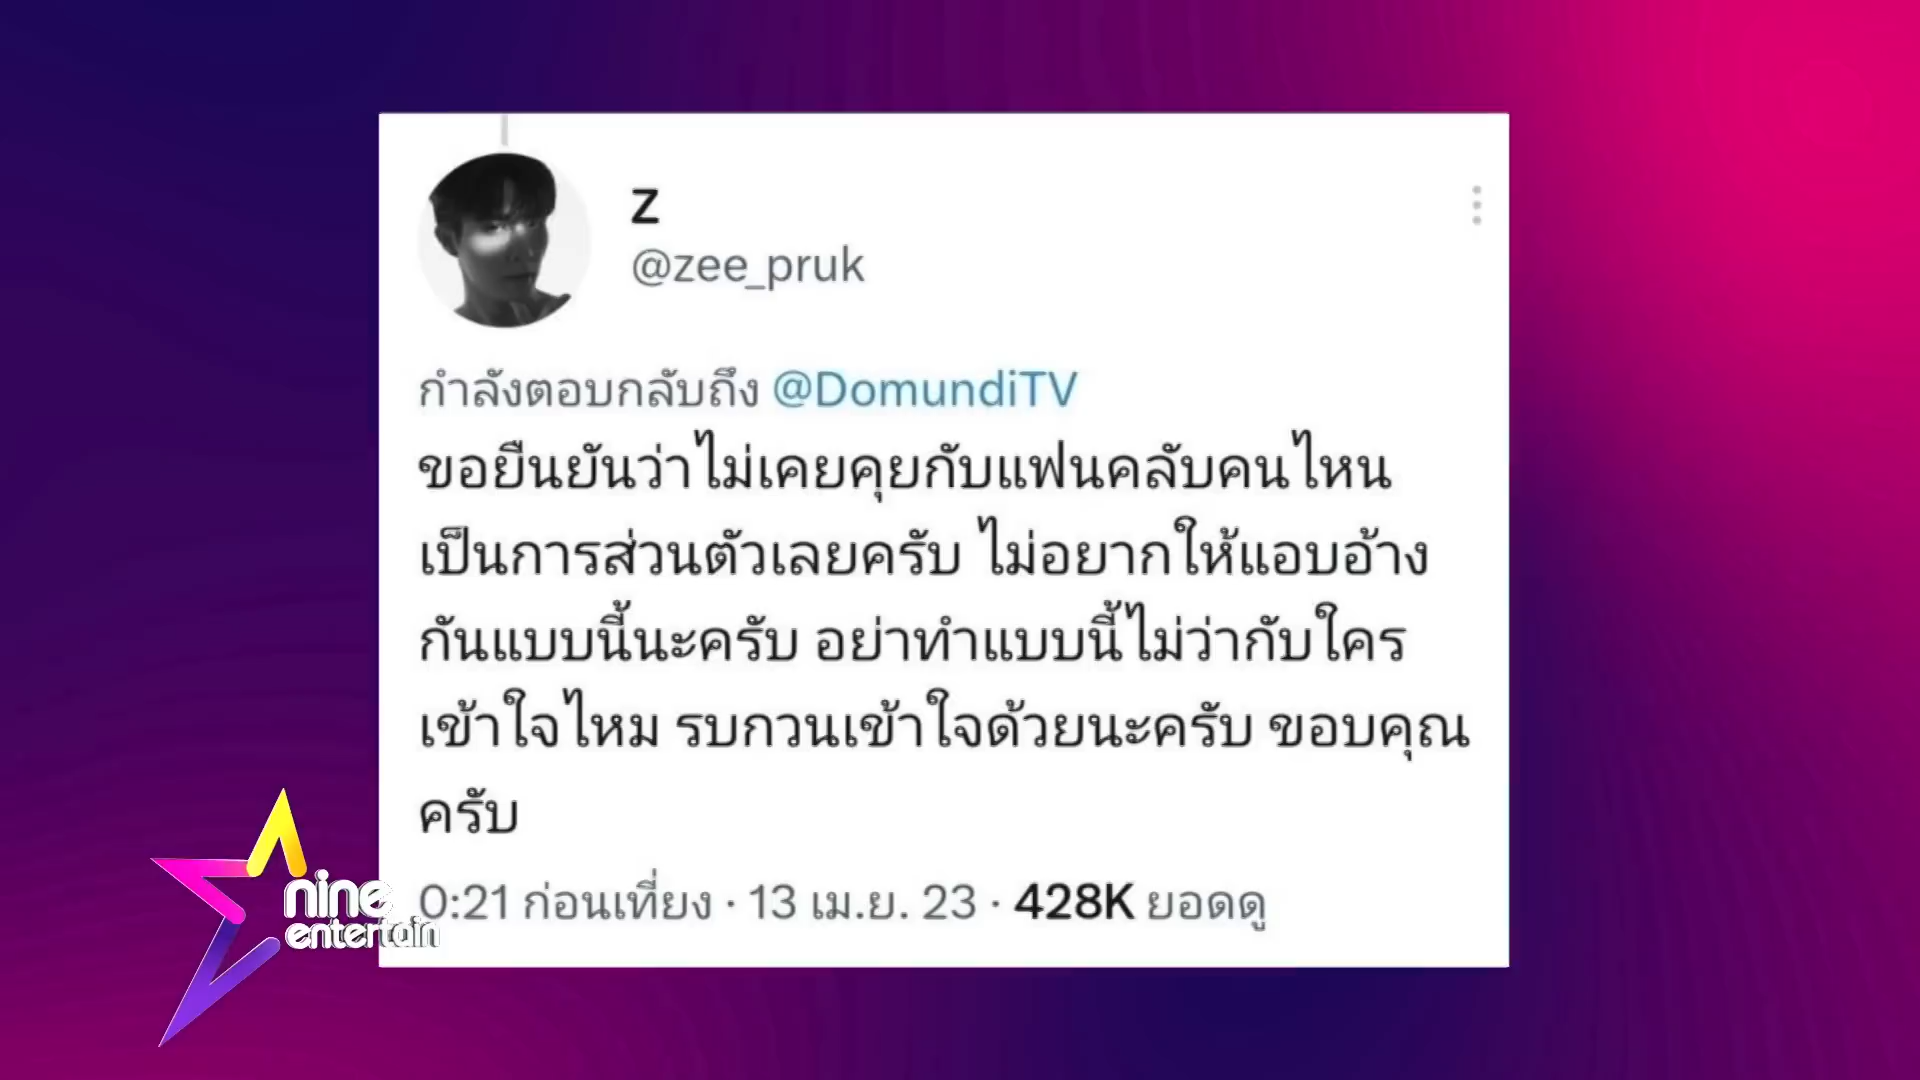 Z
@zee_pruk
กำลังตอบกลับถึง @DomundiTV
ขอยืนยันว่าไม่เคยคุยกับแฟนคลับคนไหน
เป็นการส่วนตัวเลยครับ ไม่อยากให้แอบอ้าง
กันแบบนี้นะครับ อย่าทำแบบนี้ไม่ว่ากับใคร
เข้าใจไหม รบกวนเข้าใจด้วยนะครับ ขอบคุณ
ครับ
0:21 ก่อนเที่ยง · 13 เม.ย. 23 · 428K ยอดดู
nine
entertain